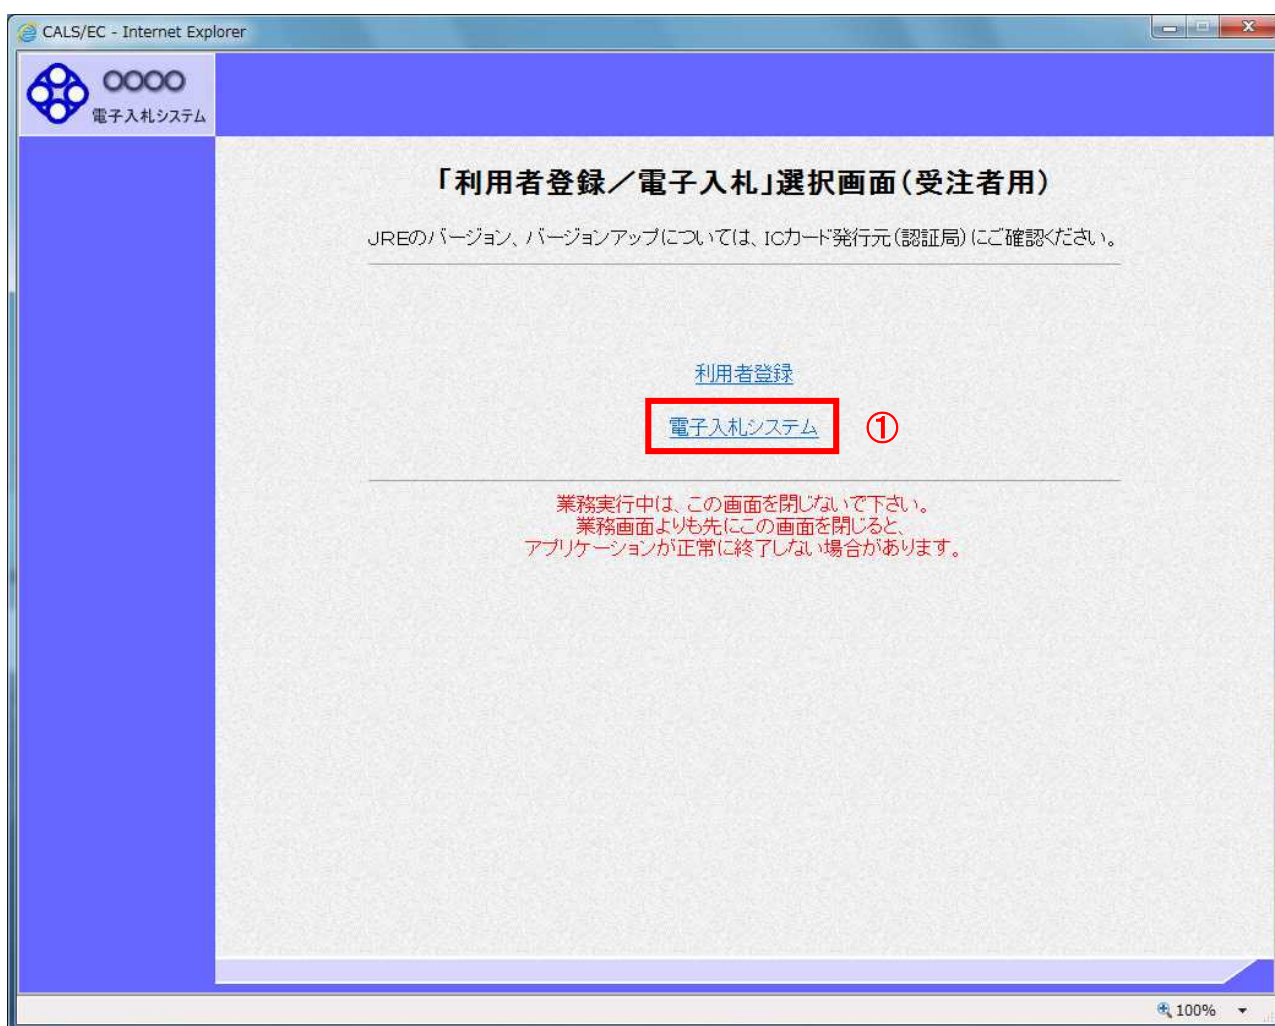 CALS/EC - Internet Explorer
○○○○
電子入札システム
「利用者登録／電子入札」選択画面（受注者用）
JREのバージョン、バージョンアップについては、ICカード発行元（認証局）にご確認ください。
利用者登録
電子入札システム
①
業務実行中は、この画面を閉じないで下さい。
業務画面よりも先にこの画面を閉じると、
アプリケーションが正常に終了しない場合があります。
100%